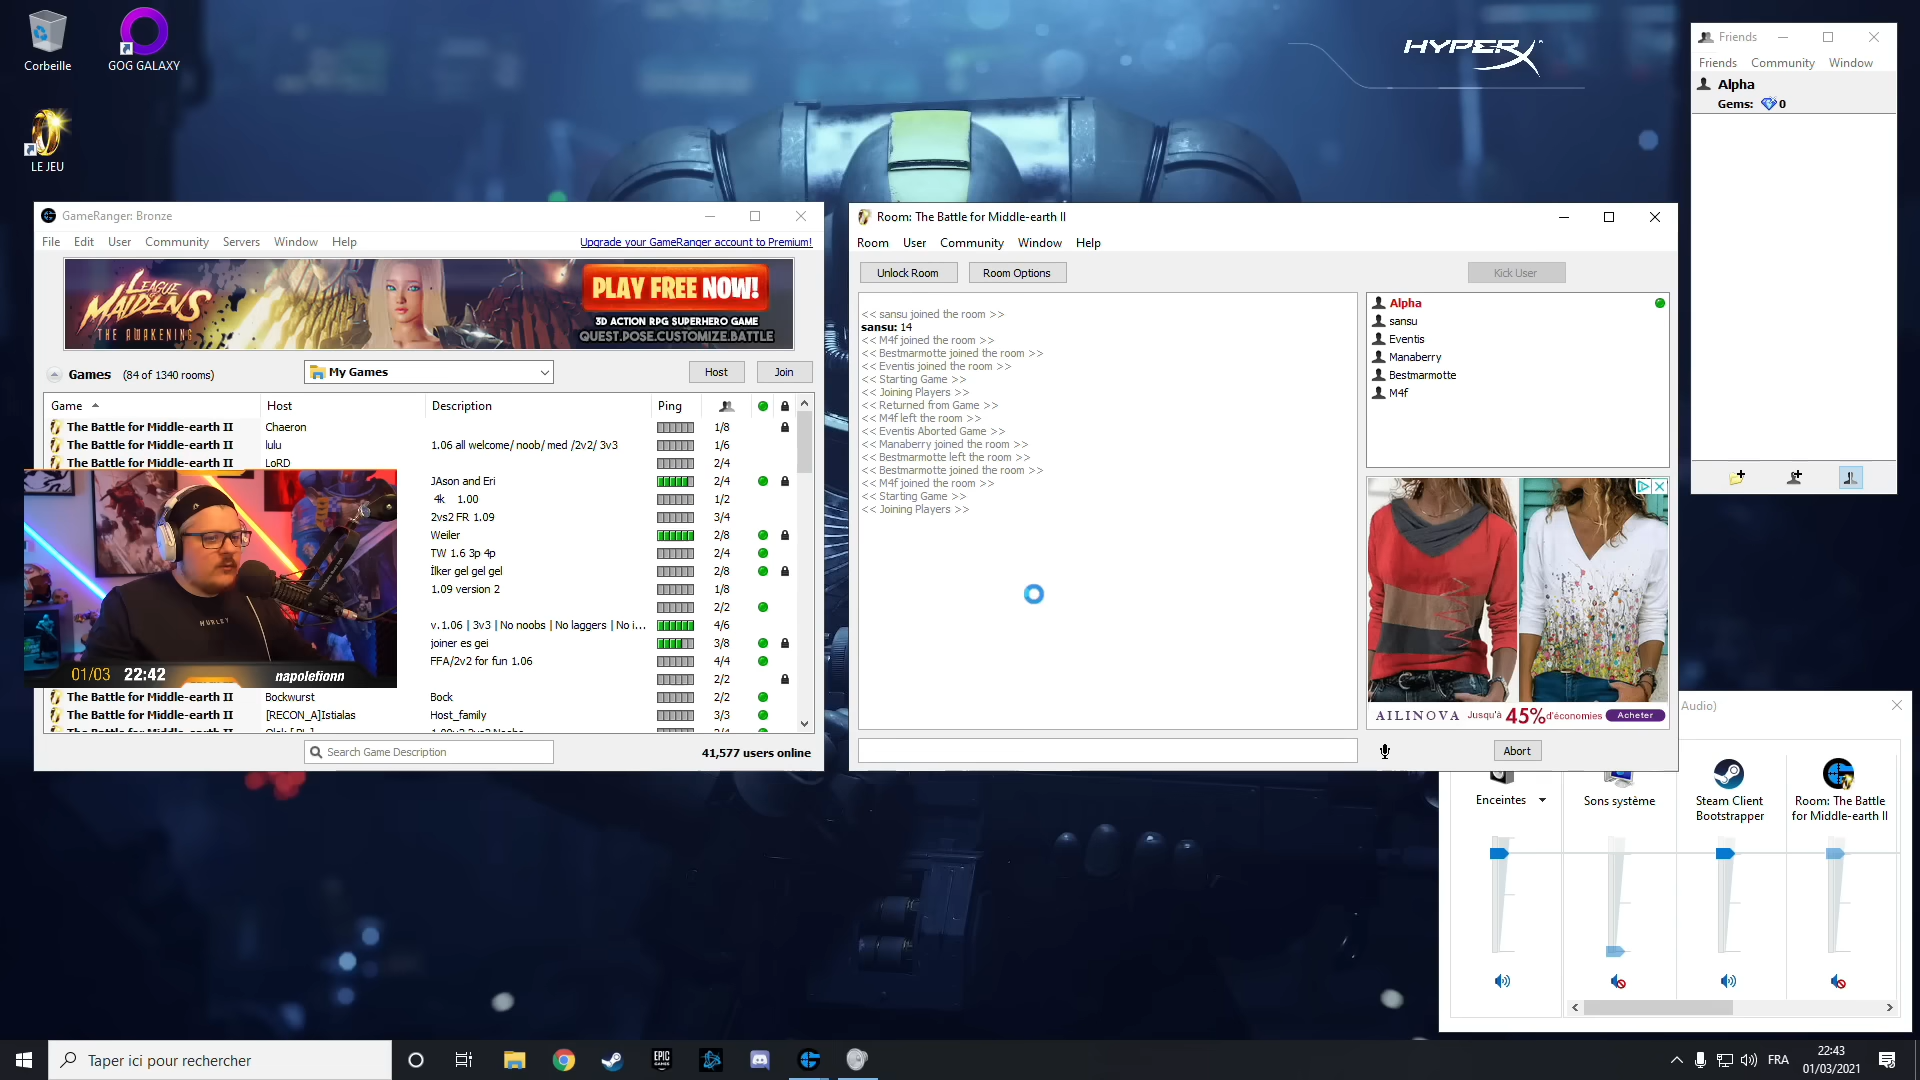 Corbeille
GOG GALAXY
LE JEU
HYPERX
Friends
Friends Community Window
Alpha
Gems: 0
GameRanger: Bronze
File Edit User Community Servers Window Help
Upgrade your GameRanger account to Premium!
LEAGUE OF MAIDENS
THE AWAKENING
PLAY FREE NOW!
3D ACTION RPG SUPERHERO GAME
QUEST.POSE.CUSTOMIZE.BATTLE
Games (84 of 1340 rooms) My Games Host Join
Game Host Description Ping
The Battle for Middle-earth II Chaeron 1/8
The Battle for Middle-earth II lulu 1.06 all welcome/ noob/ med /2v2/ 3v3 1/6
The Battle for Middle-earth II LoRD 2/4
JAson and Eri 2/4
4k 1.00 1/2
2vs2 FR 1.09 3/4
Weiler 2/8
TW 1.6 3p 4p 2/4
İlker gel gel gel 2/8
1.09 version 2 1/8
2/2
v.1.06 | 3v3 | No noobs | No laggers | No i... 4/6
joiner es gei 3/8
FFA/2v2 for fun 1.06 4/4
2/2
The Battle for Middle-earth II Bockwurst Bock 2/2
The Battle for Middle-earth II [RECON_A]Istialas Host_family 3/3
Search Game Description
41,577 users online
HURLEY
01/03 22:42 napolefionn
Room: The Battle for Middle-earth II
Room User Community Window Help
Unlock Room Room Options Kick User
<< sansu joined the room >>
sansu: 14
<< M4f joined the room >>
<< Bestmarmotte joined the room >>
<< Eventis joined the room >>
<< Starting Game >>
<< Joining Players >>
<< Returned from Game >>
<< M4f left the room >>
<< Eventis Aborted Game >>
<< Manaberry joined the room >>
<< Bestmarmotte left the room >>
<< Bestmarmotte joined the room >>
<< M4f joined the room >>
<< Starting Game >>
<< Joining Players >>
Alpha
sansu
Eventis
Manaberry
Bestmarmotte
M4f
AILINOVA Jusqu'à 45% d'économies Acheter
Abort
Audio)
Enceintes
Sons système
Steam Client
Bootstrapper
Room: The Battle
for Middle-earth II
Taper ici pour rechercher
EPIC
GAMES
FRA
22:43
01/03/2021